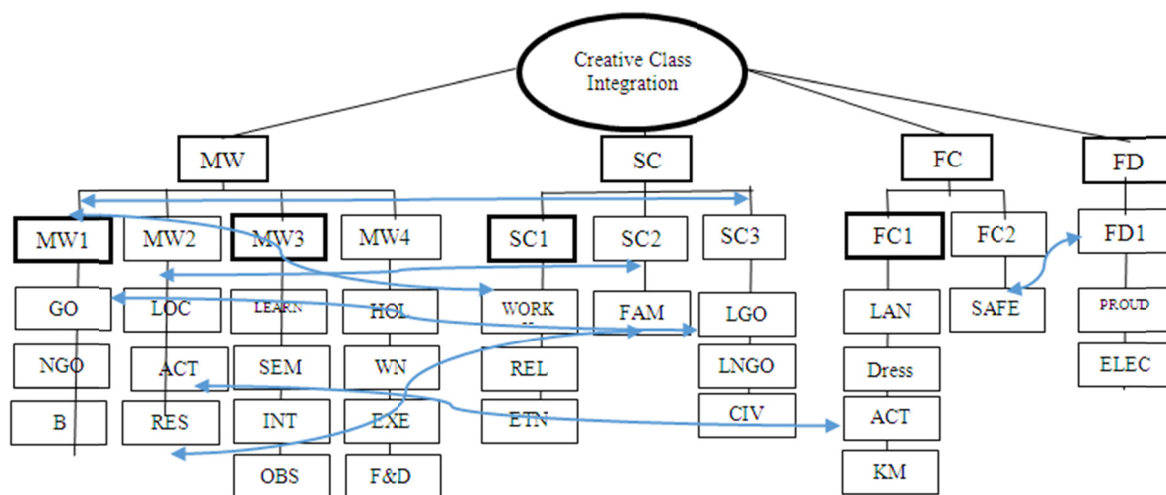 Creative Class
Integration
MW
SC
FC
FD
MW1
MW2
MW3
MW4
SC1
SC2
SC3
FC1
FC2
FD1
GO
LOC
LEARN
HOL
WORK
FAM
LGO
LAN
SAFE
PROUD
NGO
ACT
SEM
WN
REL
LNGO
Dress
ELEC
B
RES
INT
EXE
ETN
CIV
ACT
OBS
F&D
KM